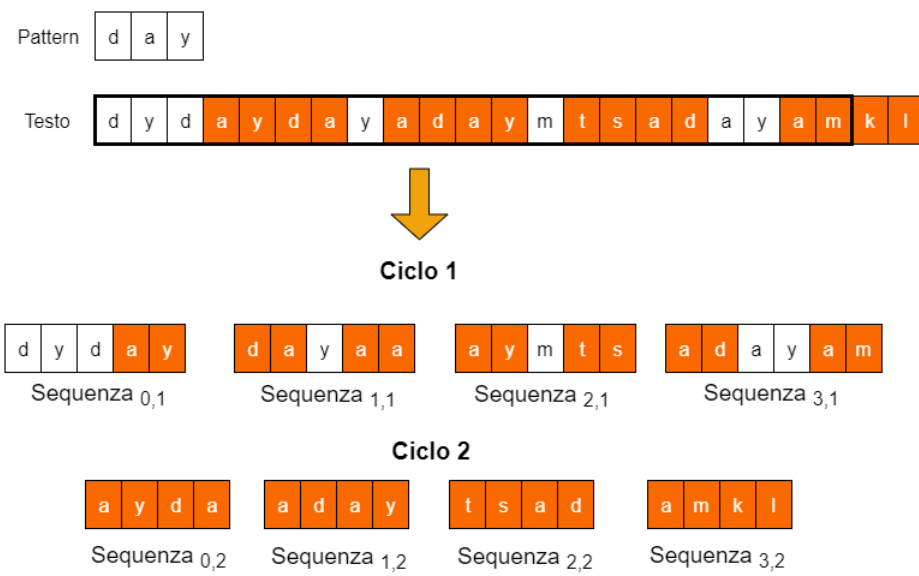 Pattern d a y
Testo d y d a y d a y a d a y m t s a d a y a m k l
Ciclo 1
d y d a y d a y a a a y m t s a d a y a m
Sequenza 0,1 Sequenza 1,1 Sequenza 2,1 Sequenza 3,1
Ciclo 2
a y d a a d a y t s a d a m k l
Sequenza 0,2 Sequenza 1,2 Sequenza 2,2 Sequenza 3,2